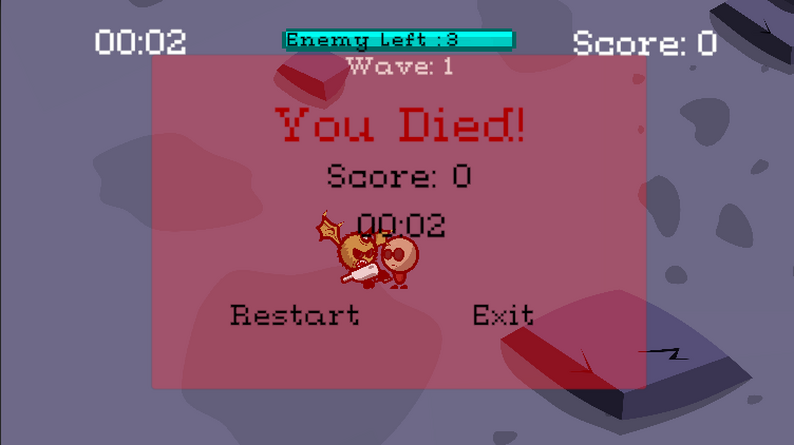 00:02
Enemy Left :3
Score: 0
Wave: 1
You Died!
Score: 0
00:02
Restart
Exit